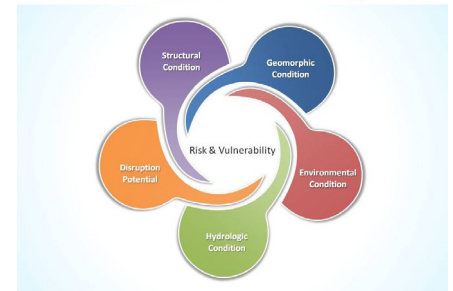 Structural
Condition
Geomorphic
Condition
Risk & Vulnerability
Disruption
Potential
Environmental
Condition
Hydrologic
Condition